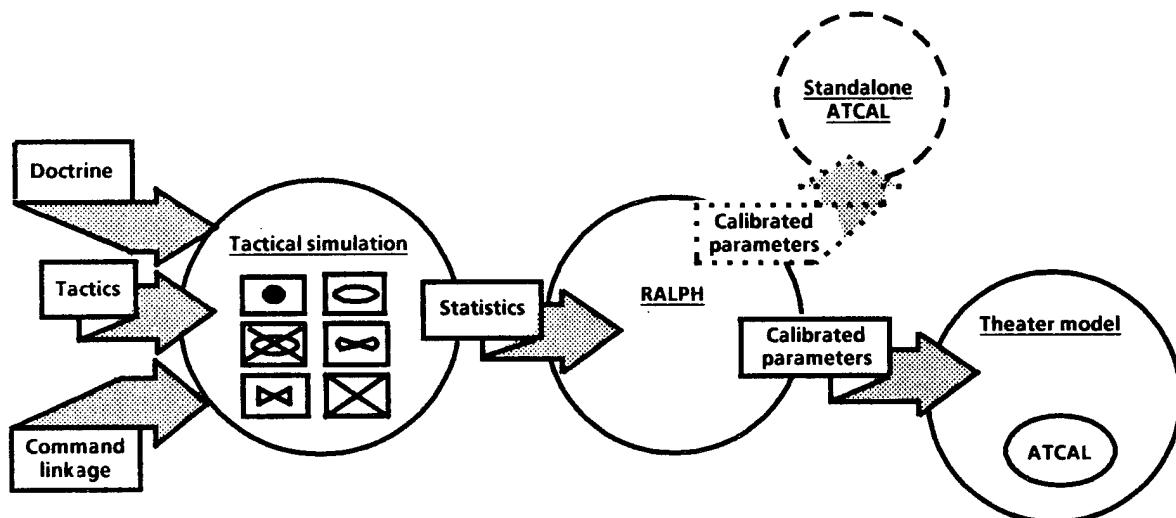 Standalone
ATCAL
Doctrine
Tactical simulation
Calibrated
parameters
Tactics
Statistics
RALPH
Calibrated
parameters
Theater model
Command
linkage
ATCAL